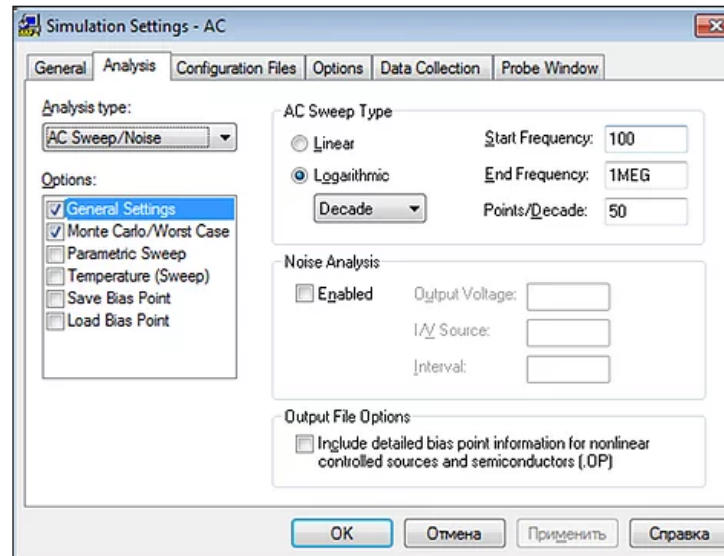 Simulation Settings - AC
General Analysis Configuration Files Options Data Collection Probe Window
Analysis type:
AC Sweep/Noise
Options:
General Settings
Monte Carlo/Worst Case
Parametric Sweep
Temperature (Sweep)
Save Bias Point
Load Bias Point
AC Sweep Type
Linear
Logarithmic
Decade
Start Frequency: 100
End Frequency: 1MEG
Points/Decade: 50
Noise Analysis
Enabled
Output Voltage:
I/V Source:
Interval:
Output File Options
Include detailed bias point information for nonlinear
controlled sources and semiconductors (.OP)
OK Отмена Применить Справка